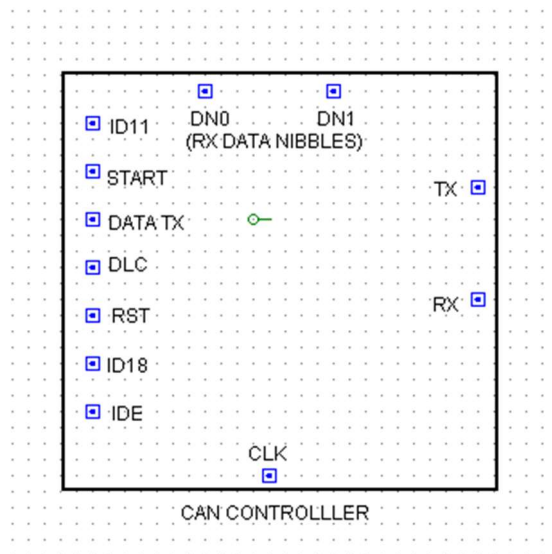 DN0 DN1
(RX DATA NIBBLES)
ID11
START
DATA TX
DLC
RST
ID18
IDE
TX
RX
CLK
CAN CONTROLLLER